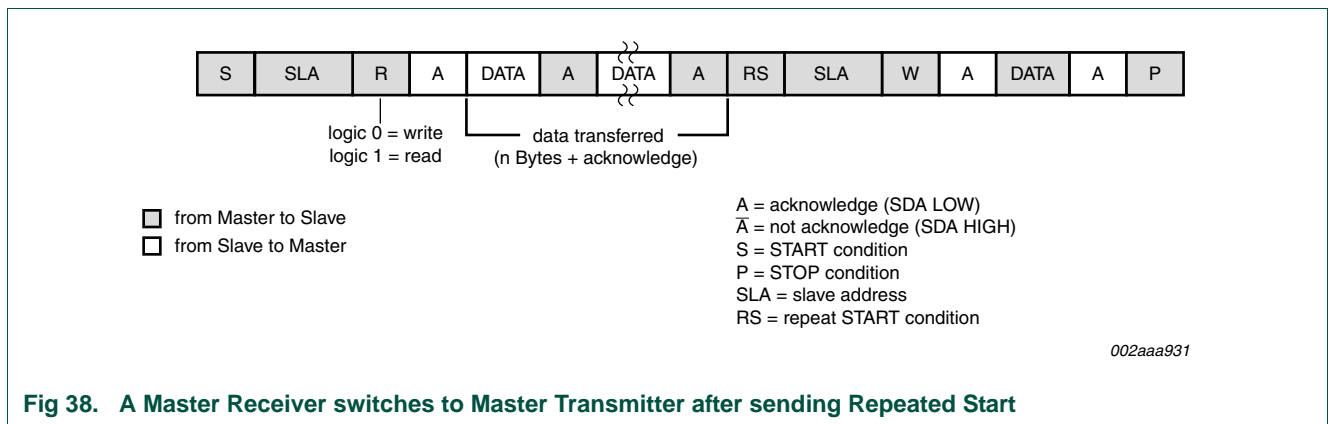 S SLA R A DATA A DATA A RS SLA W A DATA A P
logic 0 = write
logic 1 = read
data transferred
(n Bytes + acknowledge)
from Master to Slave
from Slave to Master
A = acknowledge (SDA LOW)
A̅ = not acknowledge (SDA HIGH)
S = START condition
P = STOP condition
SLA = slave address
RS = repeat START condition
002aaa931
Fig 38. A Master Receiver switches to Master Transmitter after sending Repeated Start